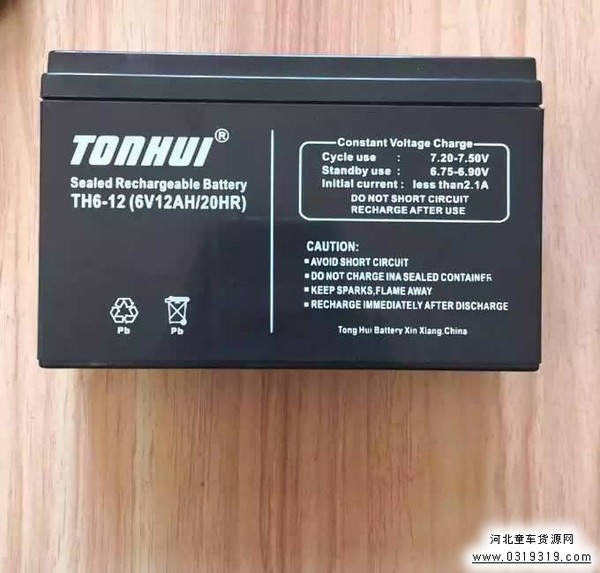 TONHUI®
Sealed Rechargeable Battery
TH6-12 (6V12AH/20HR)
Pb
Pb
Constant Voltage Charge
Cycle use : 7.20-7.50V
Standby use : 6.75-6.90V
Initial current : less than2.1A
DO NOT SHORT CIRCUIT
RECHARGE AFTER USE
CAUTION:
▪ AVOID SHORT CIRCUIT
▪ DO NOT CHARGE INA SEALED CONTAINER
▪ KEEP SPARKS,FLAME AWAY
▪ RECHARGE IMMEDIATELY AFTER DISCHARGE
Tong Hui Battery Xin Xiang.China
河北童车货源网
www.0319319.com